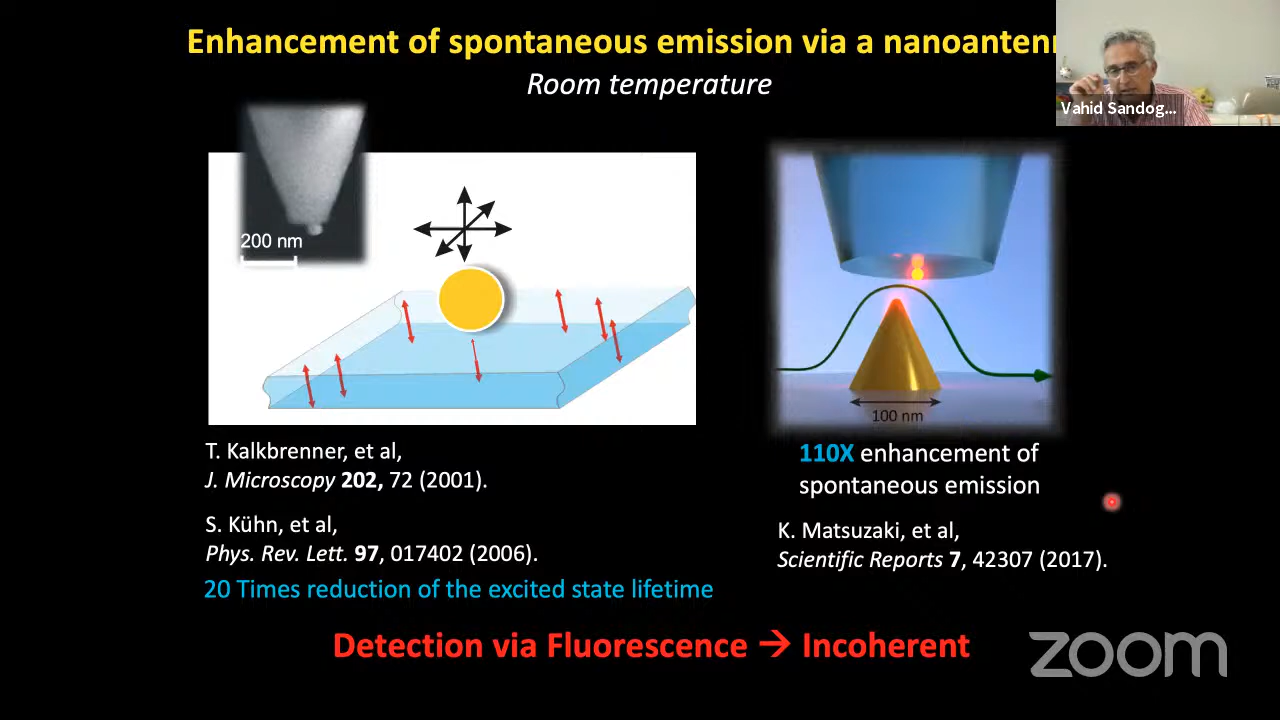 Enhancement of spontaneous emission via a nanoantenn
Room temperature
Vahid Sandog...
200 nm
100 nm
T. Kalkbrenner, et al,
J. Microscopy 202, 72 (2001).
S. Kühn, et al,
Phys. Rev. Lett. 97, 017402 (2006).
20 Times reduction of the excited state lifetime
110X enhancement of
spontaneous emission
K. Matsuzaki, et al,
Scientific Reports 7, 42307 (2017).
Detection via Fluorescence → Incoherent
zoom